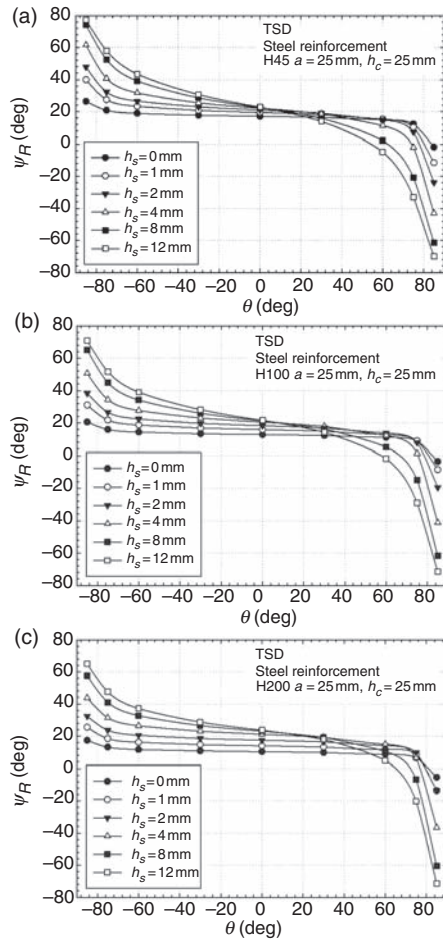 (a)
80
60
40
20
0
−20
−40
−60
−80
ψR (deg)
TSD
Steel reinforcement
H45 a = 25 mm, hc = 25 mm
hs = 0 mm
hs = 1 mm
hs = 2 mm
hs = 4 mm
hs = 8 mm
hs = 12 mm
−80 −60 −40 −20 0 20 40 60 80
θ (deg)
(b)
80
60
40
20
0
−20
−40
−60
−80
ψR (deg)
TSD
Steel reinforcement
H100 a = 25 mm, hc = 25 mm
hs = 0 mm
hs = 1 mm
hs = 2 mm
hs = 4 mm
hs = 8 mm
hs = 12 mm
−80 −60 −40 −20 0 20 40 60 80
θ (deg)
(c)
80
60
40
20
0
−20
−40
−60
−80
ψR (deg)
TSD
Steel reinforcement
H200 a = 25 mm, hc = 25 mm
hs = 0 mm
hs = 1 mm
hs = 2 mm
hs = 4 mm
hs = 8 mm
hs = 12 mm
−80 −60 −40 −20 0 20 40 60 80
θ (deg)